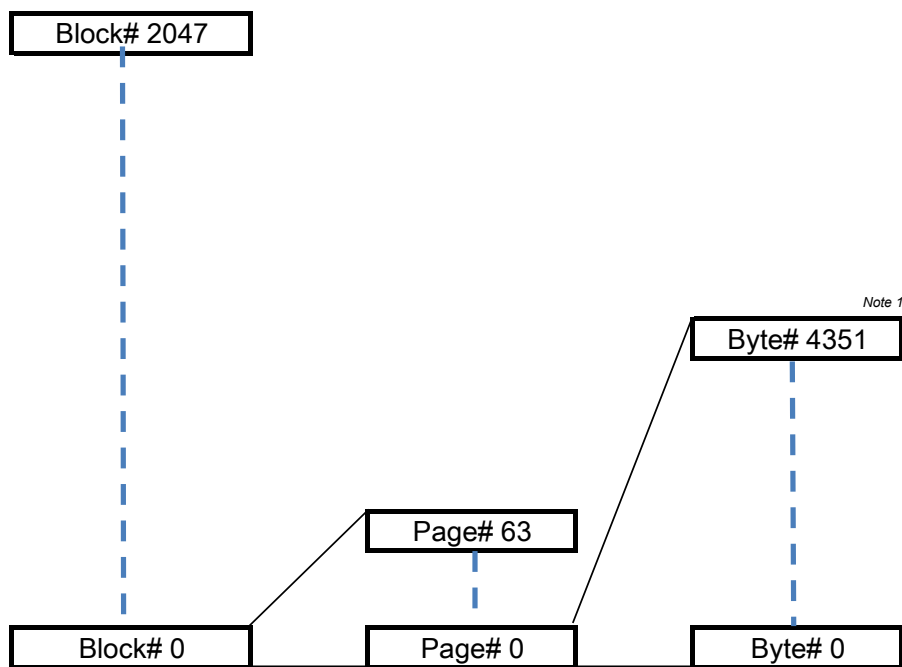 Block# 2047
Note 1
Byte# 4351
Page# 63
Block# 0
Page# 0
Byte# 0